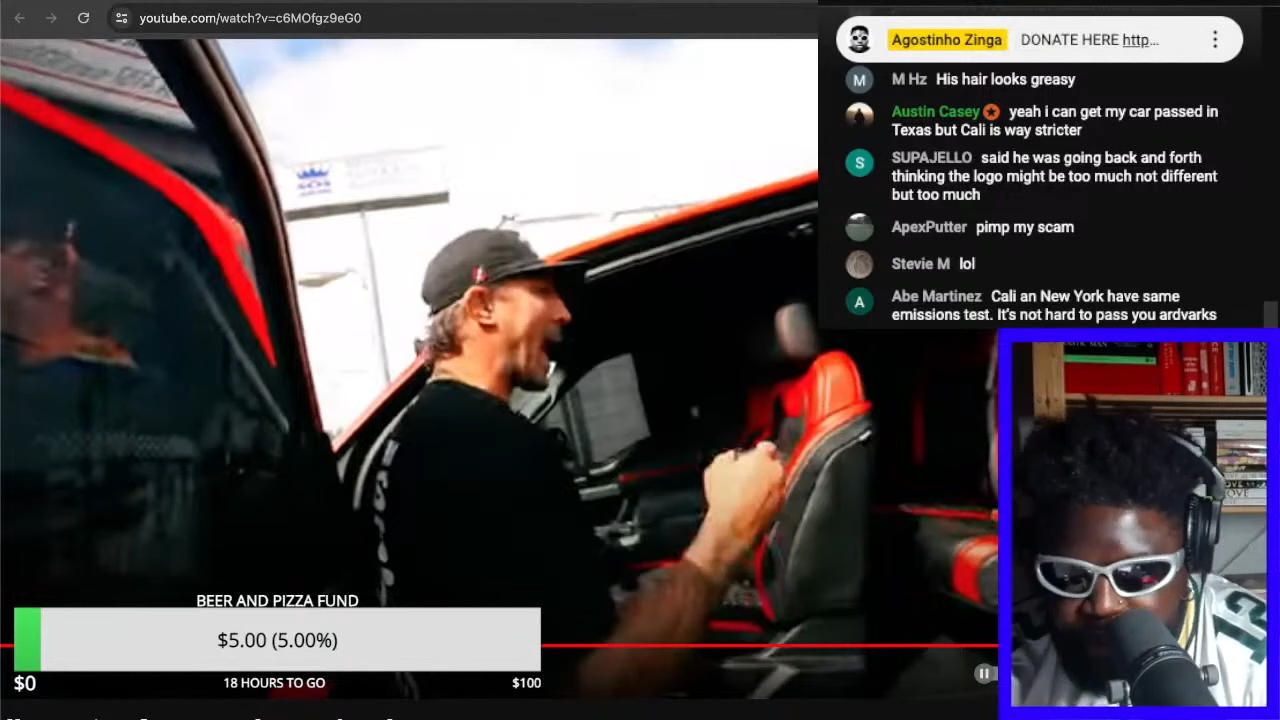 youtube.com/watch?v=c6MOfgz9eG0
Agostinho Zinga DONATE HERE http...
M M Hz His hair looks greasy
Austin Casey yeah i can get my car passed in
Texas but Cali is way stricter
S SUPAJELLO said he was going back and forth
thinking the logo might be too much not different
but too much
ApexPutter pimp my scam
Stevie M lol
A Abe Martinez Cali an New York have same
emissions test. It's not hard to pass you ardvarks
BEER AND PIZZA FUND
$5.00 (5.00%)
$0 18 HOURS TO GO $100